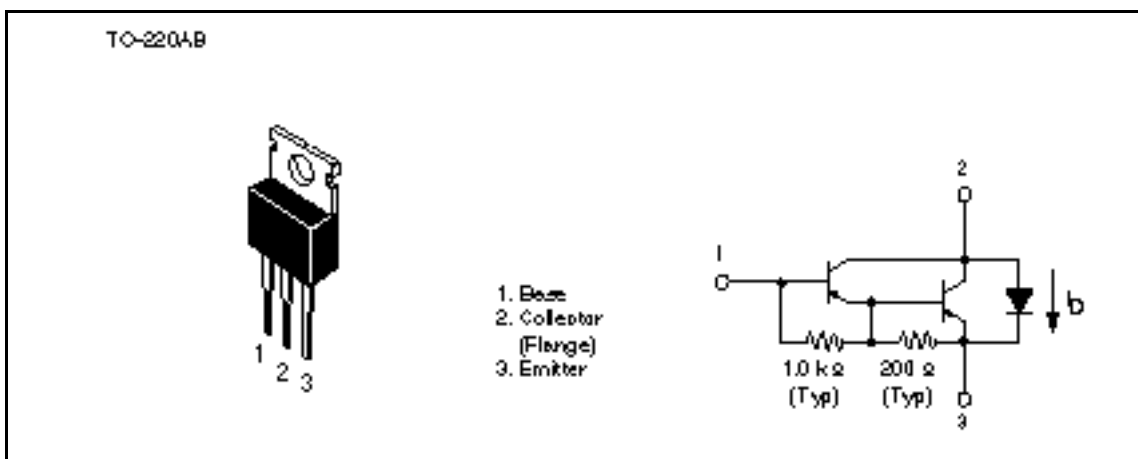 TO-220AB
1. Base
2. Collector
(Flange)
3. Emitter
1
2
3
1
2
3
I_D
1.0 k Ω
(Typ)
200 Ω
(Typ)